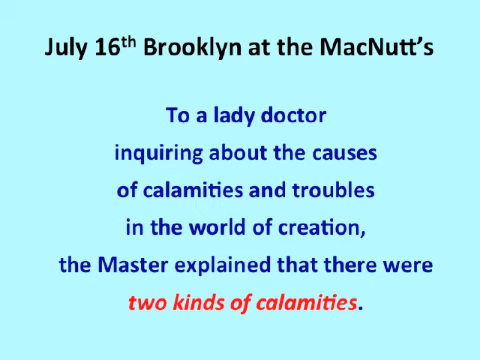 July 16th Brooklyn at the MacNutt's
To a lady doctor
inquiring about the causes
of calamities and troubles
in the world of creation,
the Master explained that there were
two kinds of calamities.